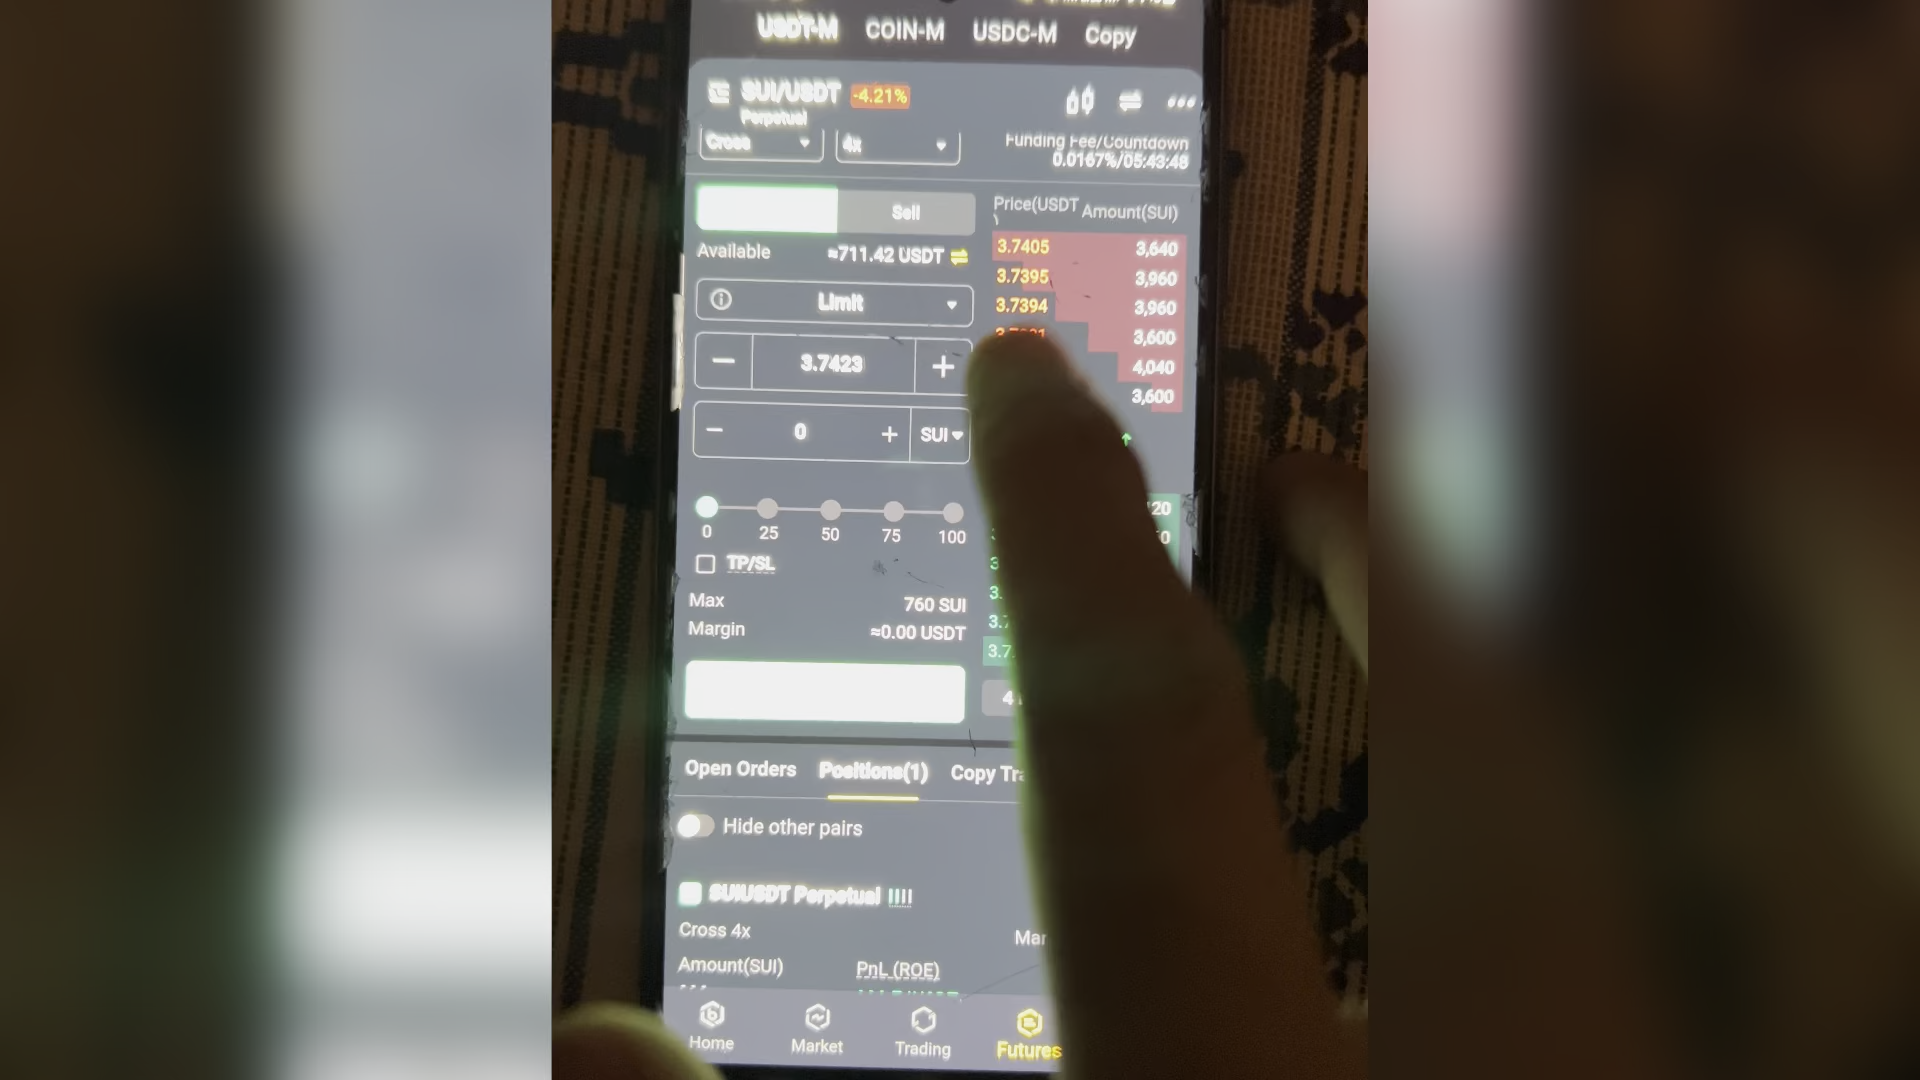 USDT-M COIN-M USDC-M Copy
SUI/USDT -4.21%
Perpetual
Cross 4x
Funding Fee/Countdown
0.0167%/05:43:48
Sell
Available ≈711.42 USDT
Limit
3.7423
0 SUI
0 25 50 75 100
TP/SL
Max 760 SUI
Margin ≈0.00 USDT
Price(USDT) Amount(SUI)
3.7405 3,640
3.7395 3,960
3.7394 3,960
3,600
4,040
3,600
Open Orders Positions(1) Copy
Hide other pairs
SUIUSDT Perpetual
Cross 4x
Amount(SUI) PnL (ROE)
Home Market Trading Futures